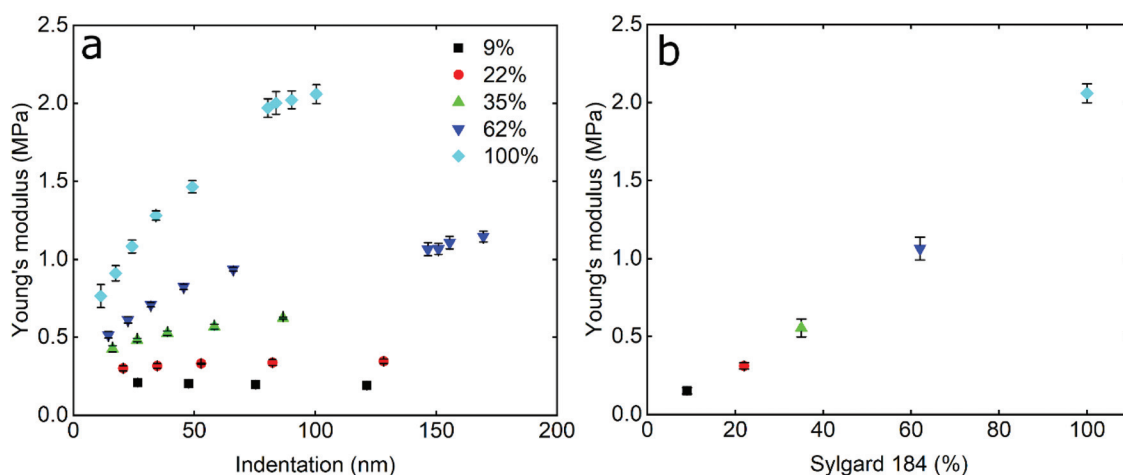 a
9%
22%
35%
62%
100%
Young's modulus (MPa)
2.5
2.0
1.5
1.0
0.5
0.0
0 50 100 150 200
Indentation (nm)
b
Young's modulus (MPa)
2.5
2.0
1.5
1.0
0.5
0.0
0 20 40 60 80 100
Sylgard 184 (%)